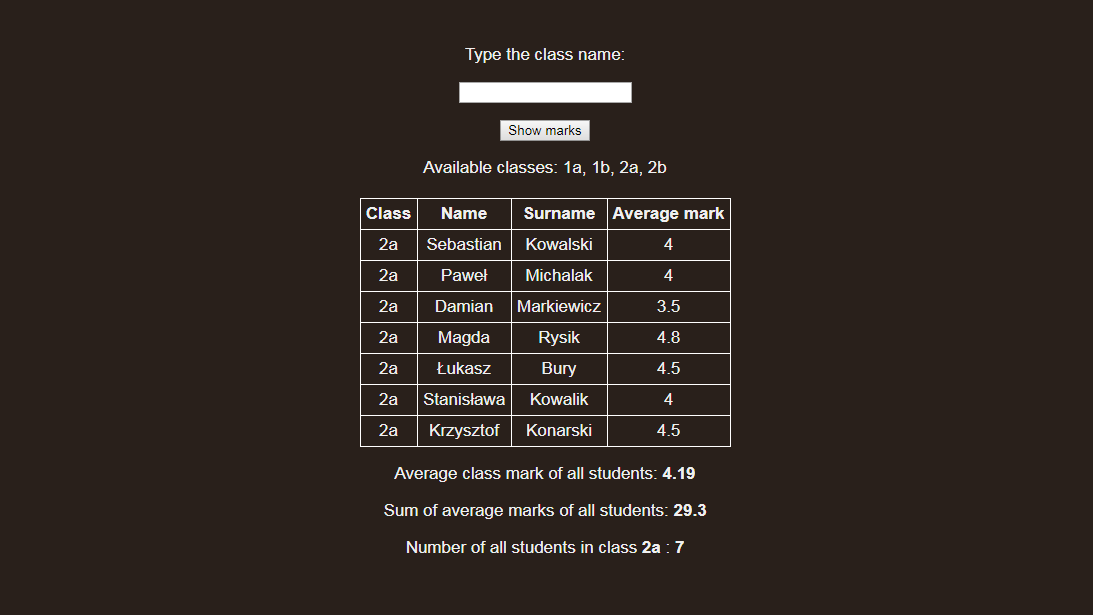 Type the class name:
Show marks
Available classes: 1a, 1b, 2a, 2b
Class Name Surname Average mark
2a Sebastian Kowalski 4
2a Paweł Michalak 4
2a Damian Markiewicz 3.5
2a Magda Rysik 4.8
2a Łukasz Bury 4.5
2a Stanisława Kowalik 4
2a Krzysztof Konarski 4.5
Average class mark of all students: 4.19
Sum of average marks of all students: 29.3
Number of all students in class 2a : 7